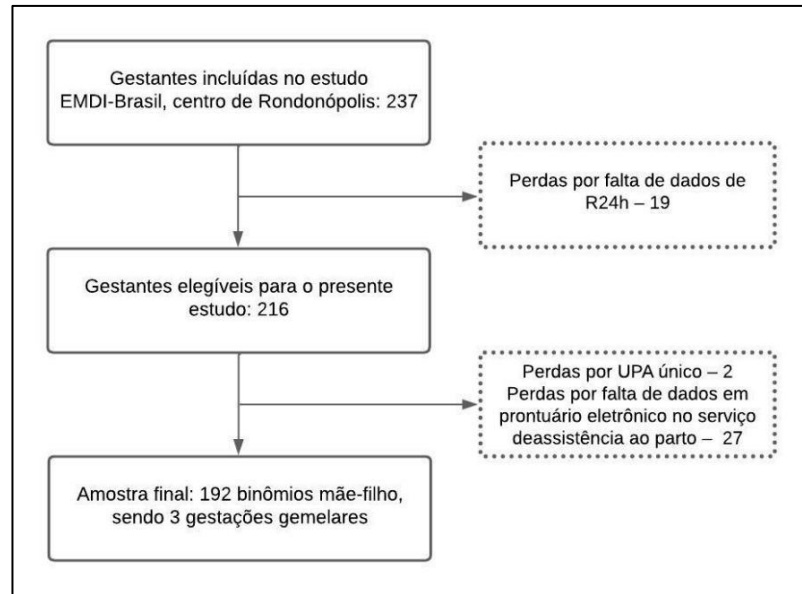 Gestantes incluídas no estudo
EMDI-Brasil, centro de Rondonópolis: 237
Perdas por falta de dados de
R24h – 19
Gestantes elegíveis para o presente
estudo: 216
Perdas por UPA único – 2
Perdas por falta de dados em
prontuário eletrônico no serviço
deassistência ao parto – 27
Amostra final: 192 binômios mãe-filho,
sendo 3 gestações gemelares